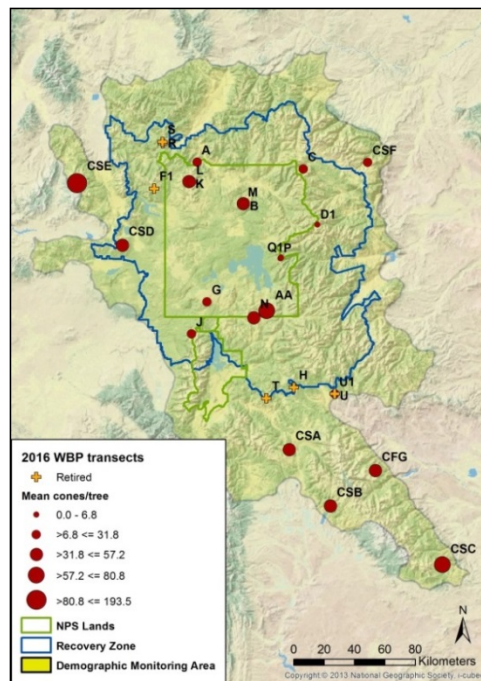 S
R
A
CSF
C
L
K
CSE
F1
M
B
D1
CSD
Q1P
G
AA
N
J
H
T
U1
U
CSA
CFG
CSB
CSC
2016 WBP transects
Retired
Mean cones/tree
0.0 - 6.8
>6.8 <= 31.8
>31.8 <= 57.2
>57.2 <= 80.8
>80.8 <= 193.5
NPS Lands
Recovery Zone
Demographic Monitoring Area
N
0 20 40 60 80
Kilometers
Copyright © 2013 National Geographic Society, i-cubed